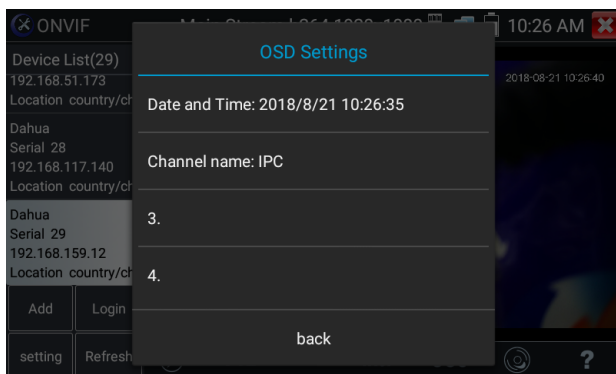 ONVIF
10:26 AM
Device List(29)
192.168.51.173
Location country/ch
Dahua
Serial 28
192.168.117.140
Location country/ch
Dahua
Serial 29
192.168.159.12
Location country/ch
Add
Login
setting
Refresh
OSD Settings
Date and Time: 2018/8/21 10:26:35
Channel name: IPC
3.
4.
back
2018-08-21 10:26:40
?